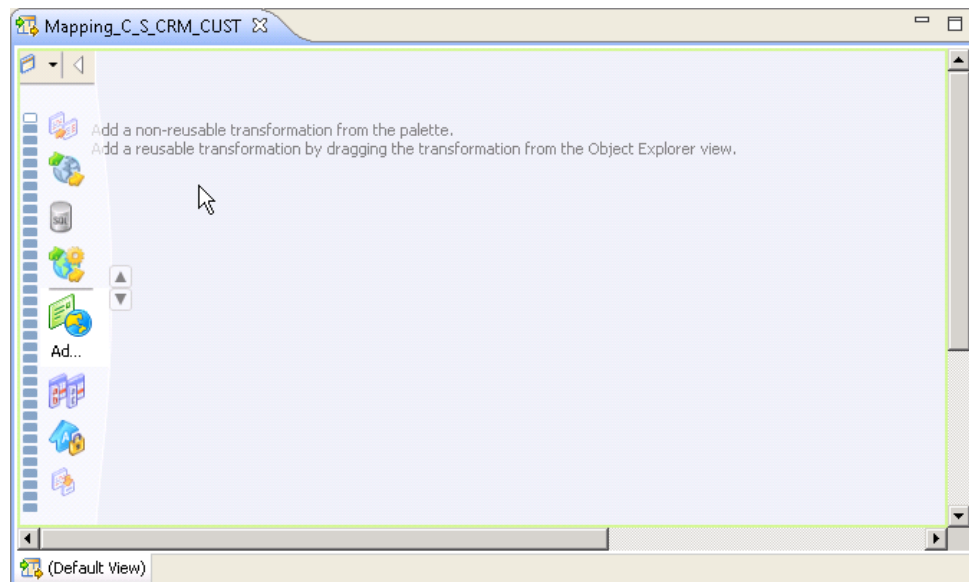 Mapping_C_S_CRM_CUST
Add a non-reusable transformation from the palette.
Add a reusable transformation by dragging the transformation from the Object Explorer view.
SQL
Ad...
(Default View)